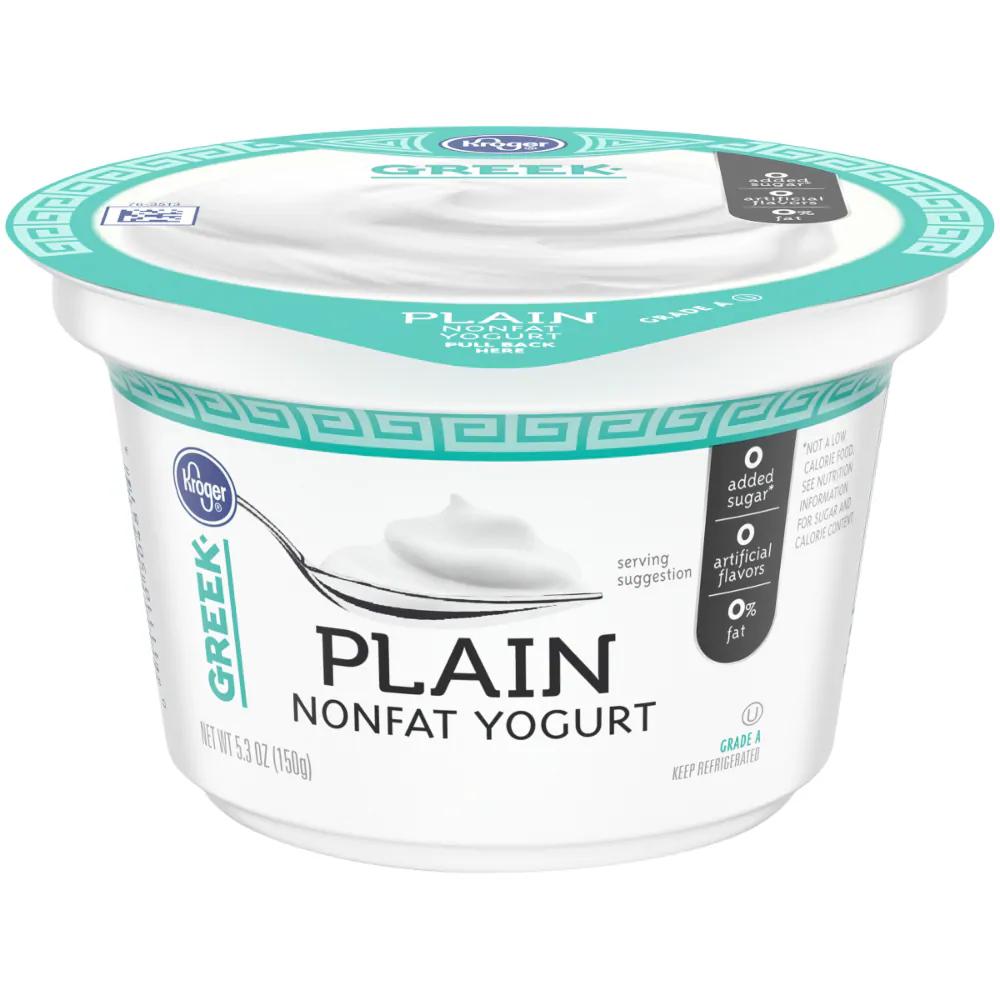 Kroger
GREEK
76-3513
0
added
sugar*
0
artificial
flavors
0%
fat
PLAIN
NONFAT
YOGURT
PULL BACK
HERE
GRADE A
U
Kroger
®
GREEK
0
added
sugar*
0
artificial
flavors
0%
fat
*NOT A LOW
CALORIE FOOD.
SEE NUTRITION
INFORMATION
FOR SUGAR AND
CALORIE CONTENT
serving
suggestion
PLAIN
NONFAT YOGURT
NET WT 5.3 OZ (150g)
U
GRADE A
KEEP REFRIGERATED